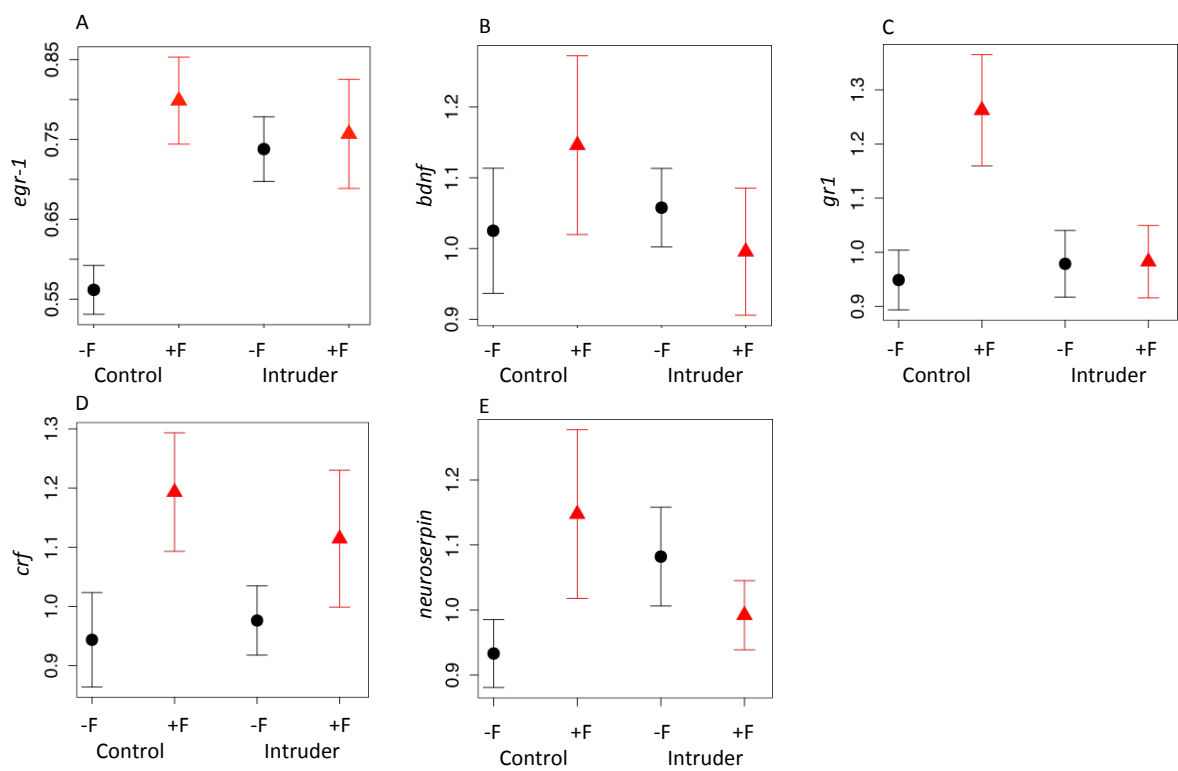 A
egr-1
0.85
0.75
0.65
0.55
-F +F -F +F
Control Intruder
B
bdnf
1.2
1.1
1.0
0.9
-F +F -F +F
Control Intruder
C
gr1
1.3
1.2
1.1
1.0
0.9
-F +F -F +F
Control Intruder
D
crf
1.3
1.2
1.1
1.0
0.9
-F +F -F +F
Control Intruder
E
neuroserpin
1.2
1.1
1.0
0.9
-F +F -F +F
Control Intruder